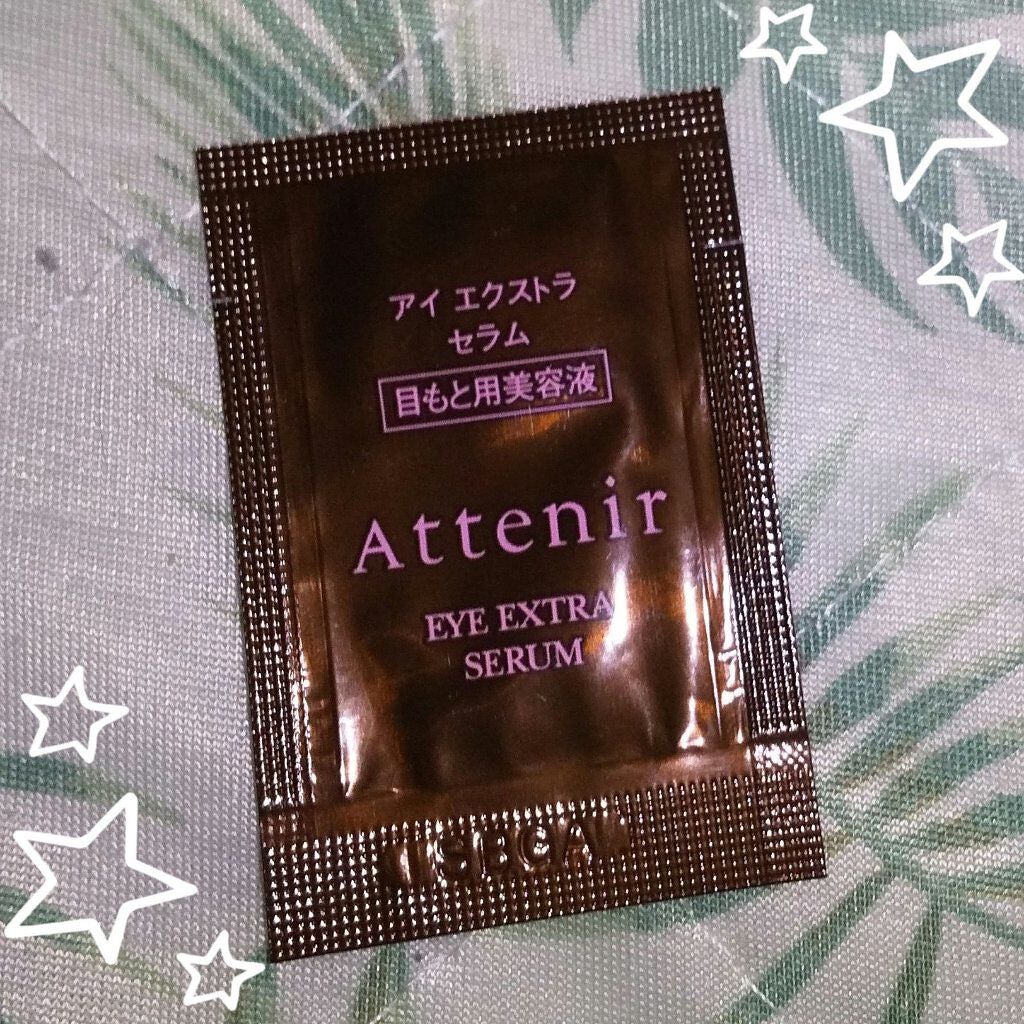 アイ エクストラ
セラム
目もと用美容液
Attenir
EYE EXTRA
SERUM